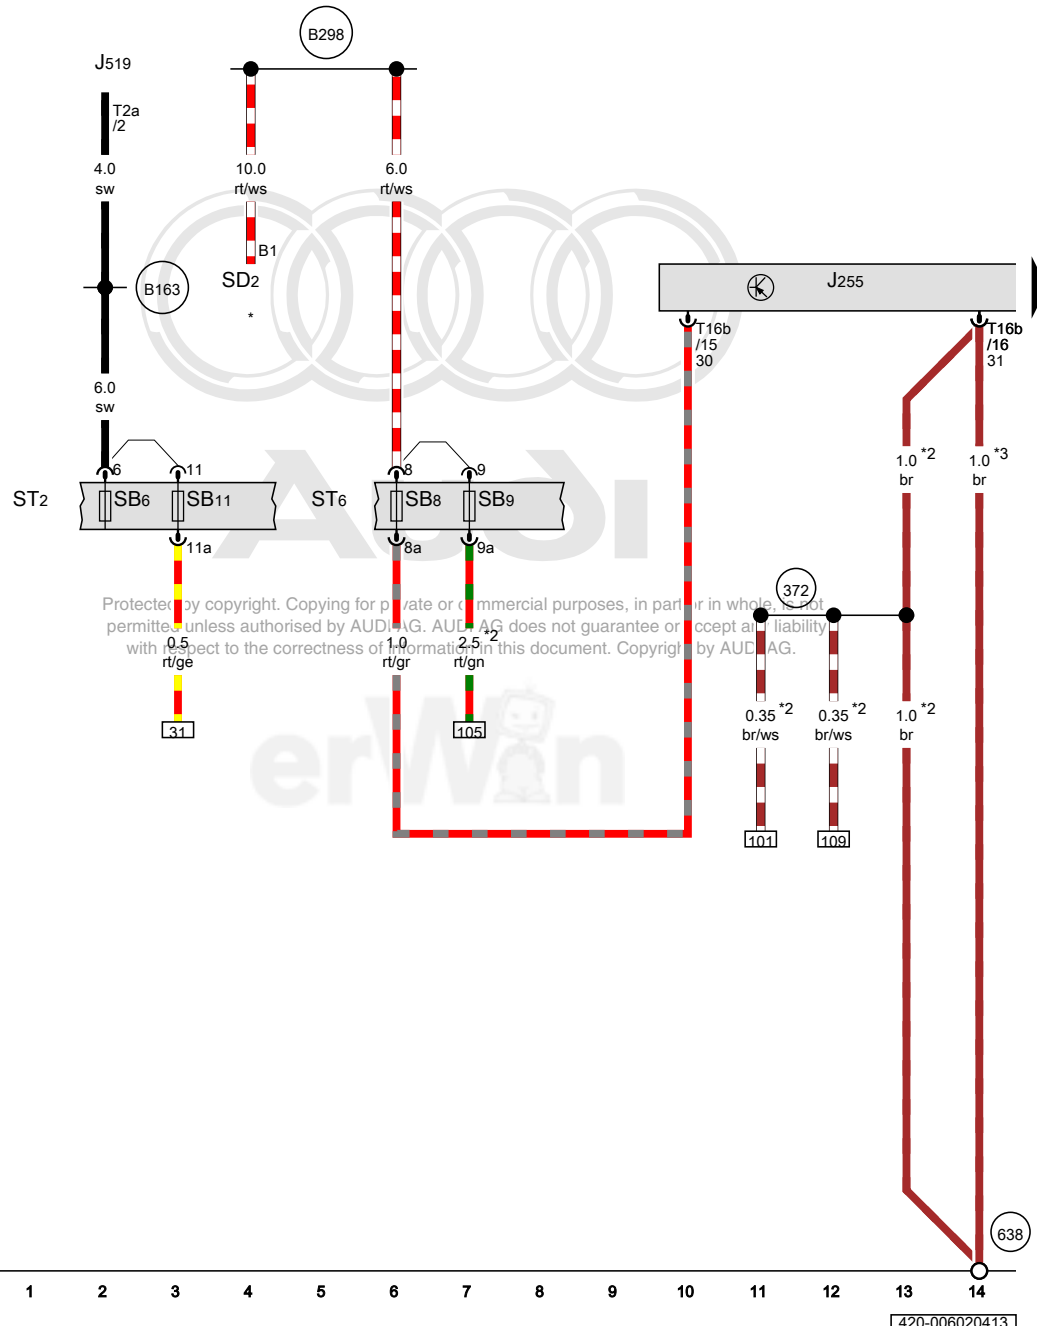 B298
J519
T2a
/2
4.0
sw
10.0
rt/ws
6.0
rt/ws
B1
SD2
*
B163
J255
T16b
/15
30
T16b
/16
31
6.0
sw
6
11
8
9
1.0 *2
br
1.0 *3
br
ST2
SB6
SB11
ST6
SB8
SB9
Audi
11a
8a
9a
372
Protected by copyright. Copying for private or commercial purposes, in part or in whole, is not
permitted unless authorised by AUDI AG. AUDI AG does not guarantee or accept any liability
with respect to the correctness of information in this document. Copyright by AUDI AG.
0.5
rt/ge
1.0
rt/gr
2.5 *2
rt/gn
31
105
0.35 *2
br/ws
0.35 *2
br/ws
1.0 *2
br
erWin
101
109
638
1 2 3 4 5 6 7 8 9 10 11 12 13 14
420-006020413